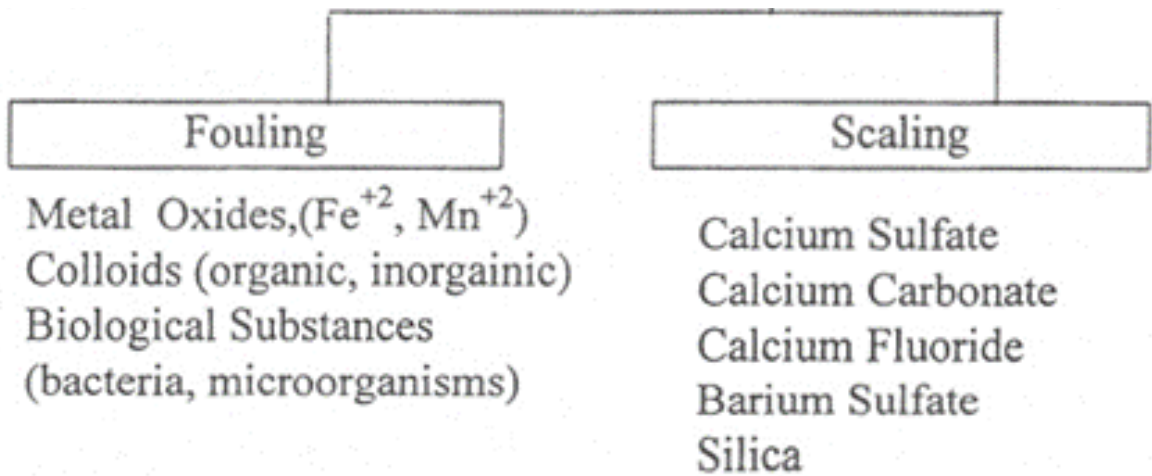 Fouling
Metal Oxides,(Fe⁺², Mn⁺²)
Colloids (organic, inorgainic)
Biological Substances
(bacteria, microorganisms)
Scaling
Calcium Sulfate
Calcium Carbonate
Calcium Fluoride
Barium Sulfate
Silica